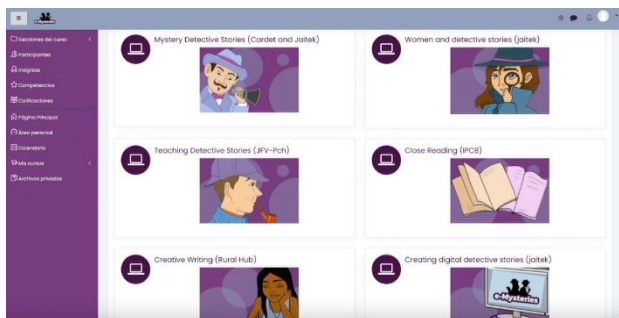 e-Mysteries
Secciones del curso
Participantes
Insignias
Competencias
Calificaciones
Página Principal
Área personal
Calendario
Mis cursos
Archivos privados
Mystery Detective Stories (Cardet and Jaitek)
Women and detective stories (jaitek)
Teaching Detective Stories (JFV-Pch)
Close Reading (IPCB)
Creative Writing (Rural Hub)
Creating digital detective stories (jaitek)
e-Mysteries